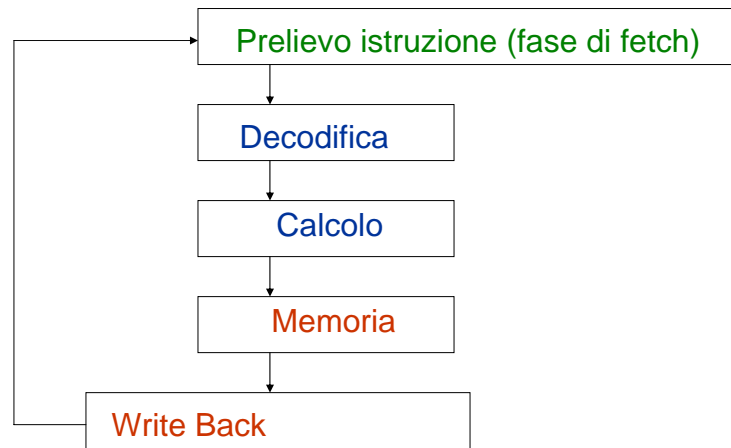 Prelievo istruzione (fase di fetch)
Decodifica
Calcolo
Memoria
Write Back